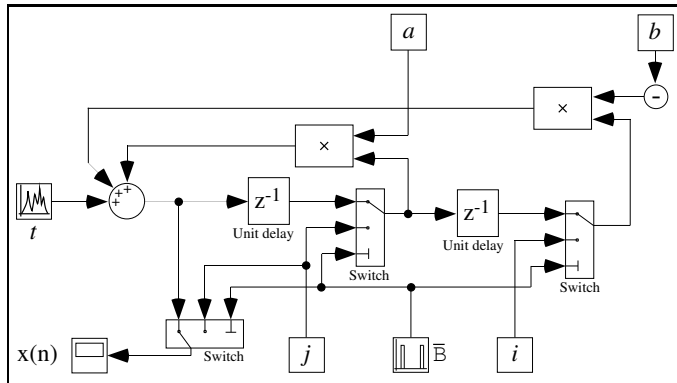 a
b
-
×
×
+
+
+
t
z-1
Unit delay
Switch
z-1
Unit delay
Switch
Switch
x(n)
j
B
i